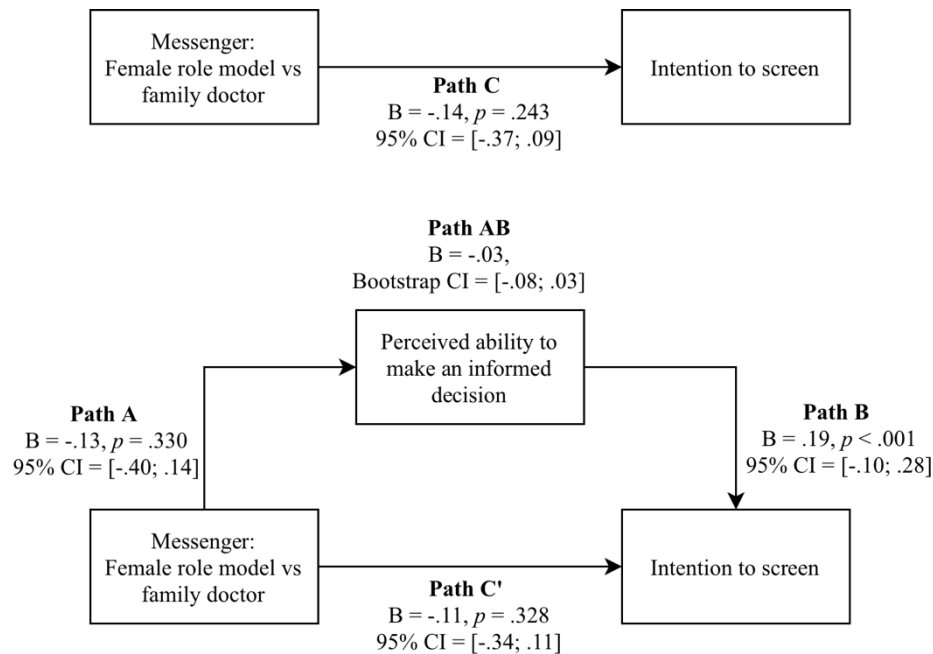 Messenger:
Female role model vs
family doctor
Intention to screen
Path C
B = -.14, p = .243
95% CI = [-.37; .09]
Path AB
B = -.03,
Bootstrap CI = [-.08; .03]
Perceived ability to
make an informed
decision
Path A
B = -.13, p = .330
95% CI = [-.40; .14]
Path B
B = .19, p < .001
95% CI = [-.10; .28]
Messenger:
Female role model vs
family doctor
Intention to screen
Path C'
B = -.11, p = .328
95% CI = [-.34; .11]